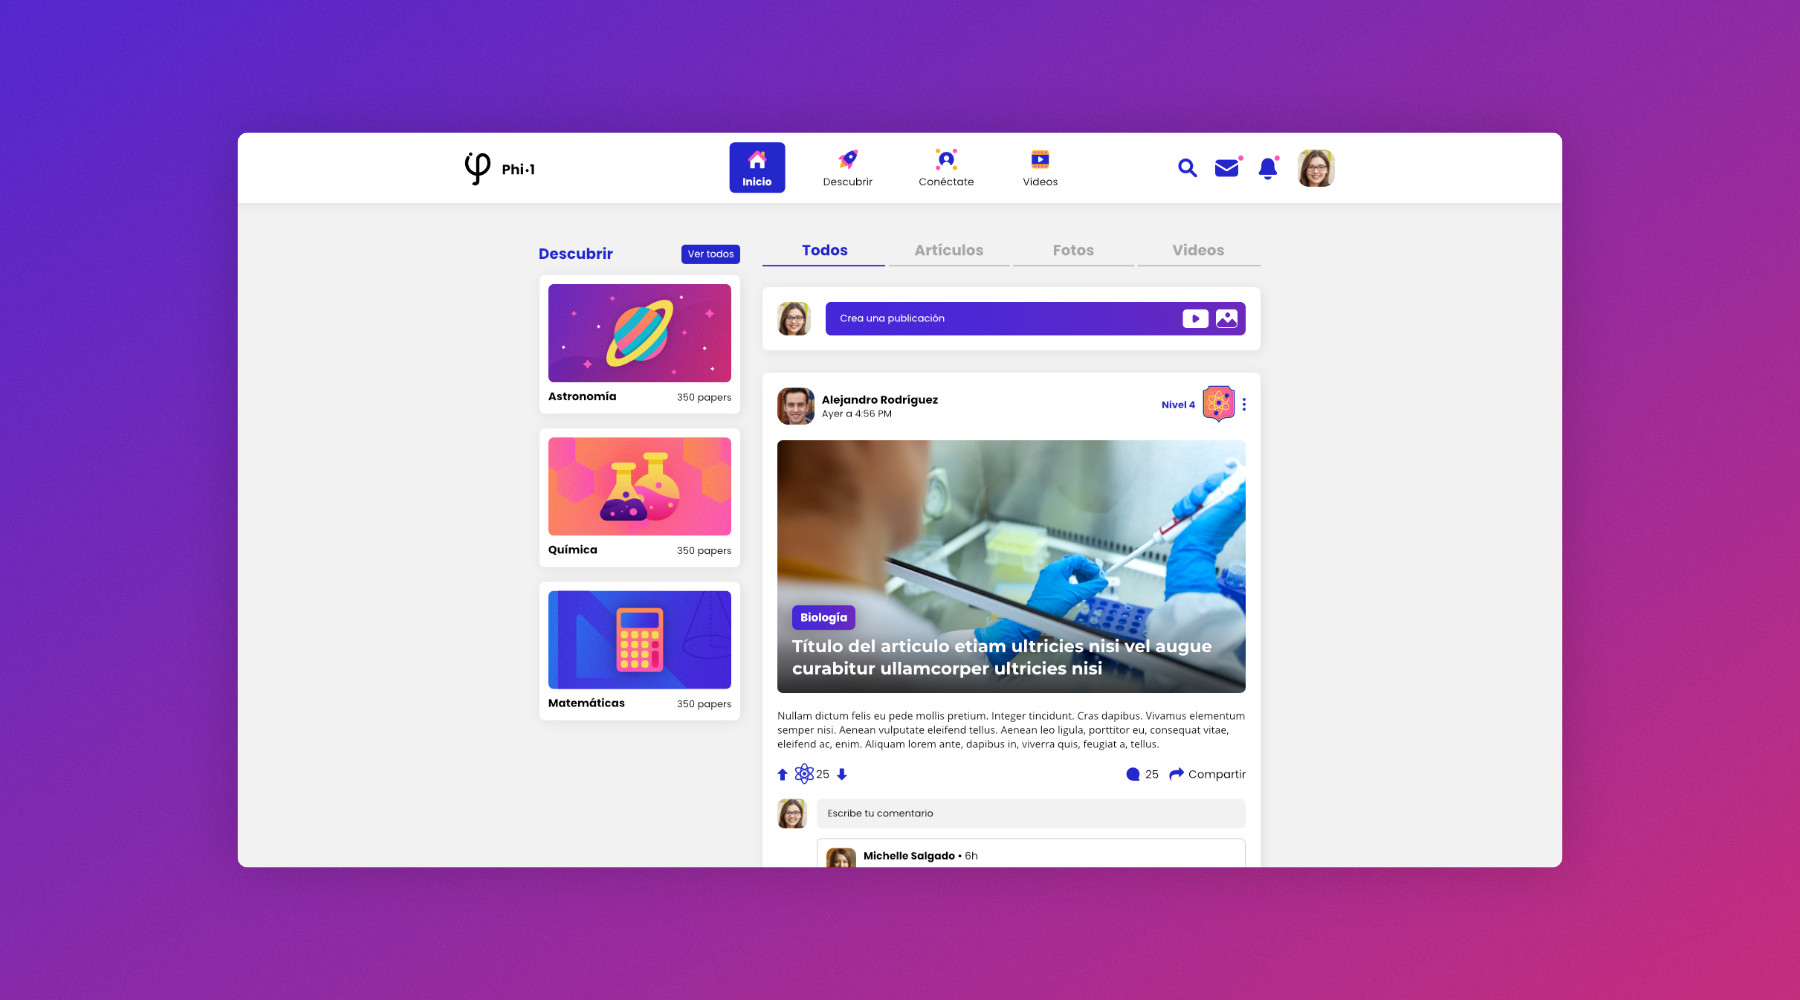 Phi·1
Inicio
Descubrir
Conéctate
Videos
Descubrir
Ver todos
Astronomía
350 papers
Química
350 papers
Matemáticas
350 papers
Todos
Artículos
Fotos
Videos
Crea una publicación
Alejandro Rodríguez
Ayer a 4:56 PM
Nivel 4
Biología
Título del articulo etiam ultricies nisi vel augue
curabitur ullamcorper ultricies nisi
Nullam dictum felis eu pede mollis pretium. Integer tincidunt. Cras dapibus. Vivamus elementum
semper nisi. Aenean vulputate eleifend tellus. Aenean leo ligula, porttitor eu, consequat vitae,
eleifend ac, enim. Aliquam lorem ante, dapibus in, viverra quis, feugiat a, tellus.
25
25
Compartir
Escribe tu comentario
Michelle Salgado • 6h